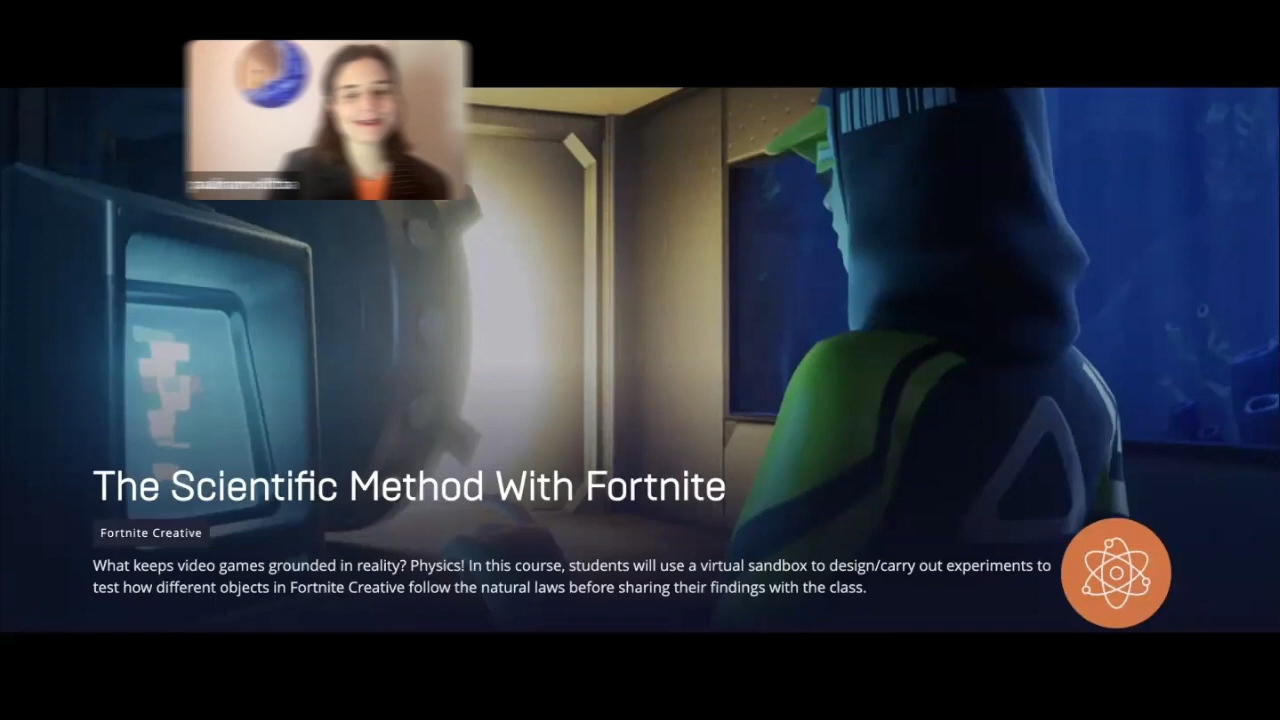 The Scientific Method With Fortnite
Fortnite Creative
What keeps video games grounded in reality? Physics! In this course, students will use a virtual sandbox to design/carry out experiments to
test how different objects in Fortnite Creative follow the natural laws before sharing their findings with the class.